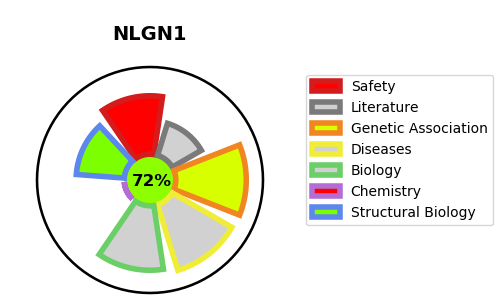 NLGN1
72%
Safety
Literature
Genetic Association
Diseases
Biology
Chemistry
Structural Biology